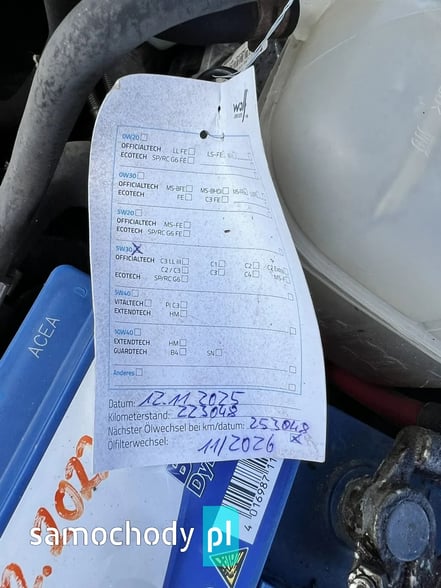 wolf
0W20
OFFICIALTECH LL FE LS-FE
ECOTECH SP/RC G6 FE
0W30
OFFICIALTECH MS-BFE MS-BHDI
ECOTECH FE C3 FE
5W20
OFFICIALTECH MS-FE
ECOTECH SP/RC G6 FE
5W30 X
OFFICIALTECH C3 LL III C1 C2
C2 / C3 C3 C4
ECOTECH SP/RC G6
5W40
VITALTECH PI C3
EXTENDTECH HM
10W40
EXTENDTECH HM
GUARDTECH B4 SN
Anderes
Datum: 12.11.2025
Kilometerstand: 223048
Nächster Ölwechsel bei km/datum: 253048
Ölfilterwechsel: 11/2026 X
ACEA
4 016987 11
samochody pl